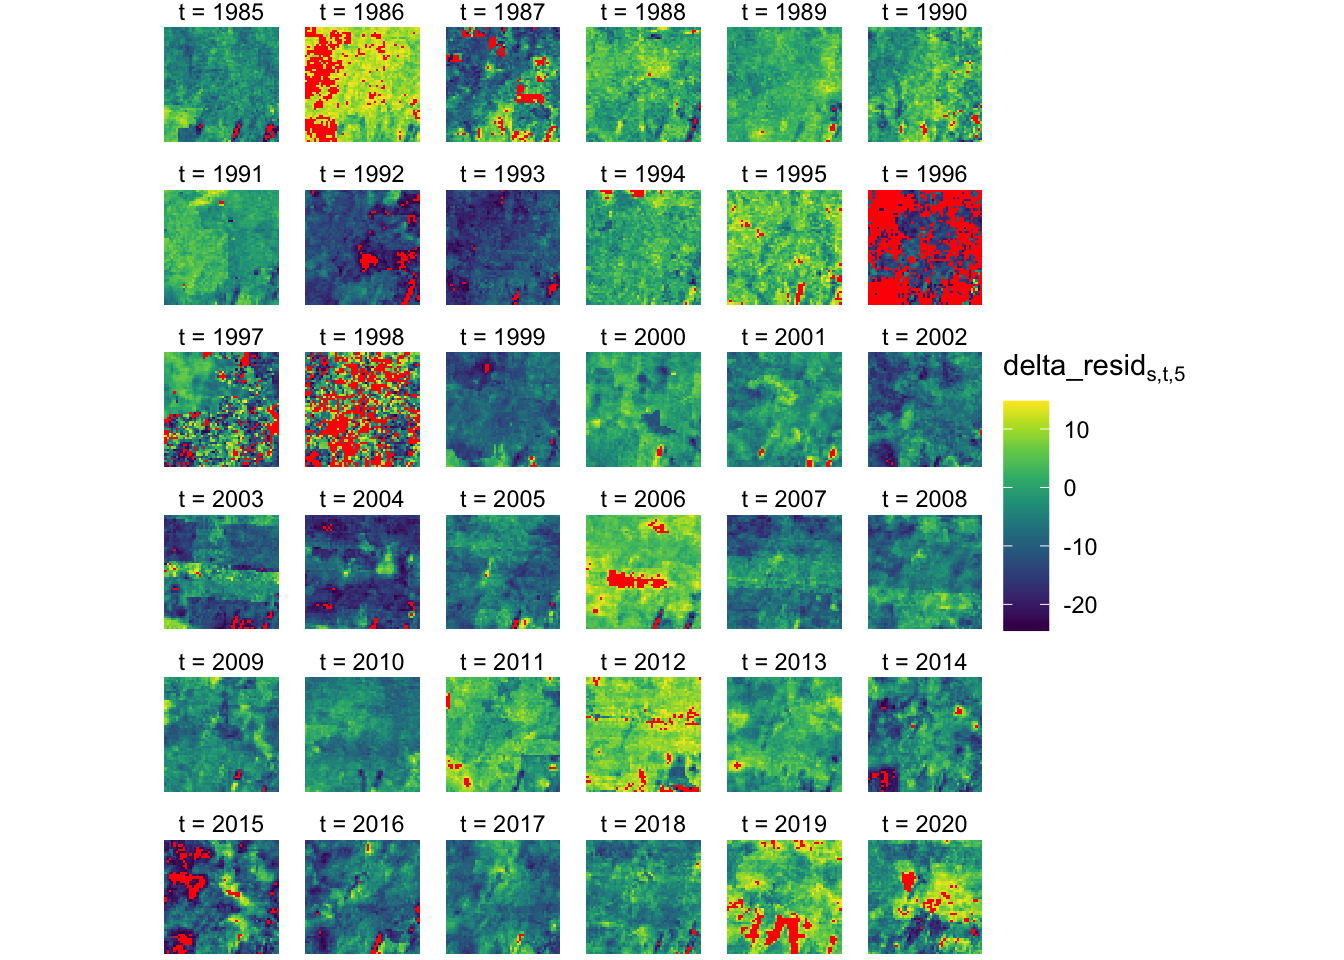 t = 1985 t = 1986 t = 1987 t = 1988 t = 1989 t = 1990
t = 1991 t = 1992 t = 1993 t = 1994 t = 1995 t = 1996
t = 1997 t = 1998 t = 1999 t = 2000 t = 2001 t = 2002
delta_resid s,t,5
10
0
-10
-20
t = 2003 t = 2004 t = 2005 t = 2006 t = 2007 t = 2008
t = 2009 t = 2010 t = 2011 t = 2012 t = 2013 t = 2014
t = 2015 t = 2016 t = 2017 t = 2018 t = 2019 t = 2020